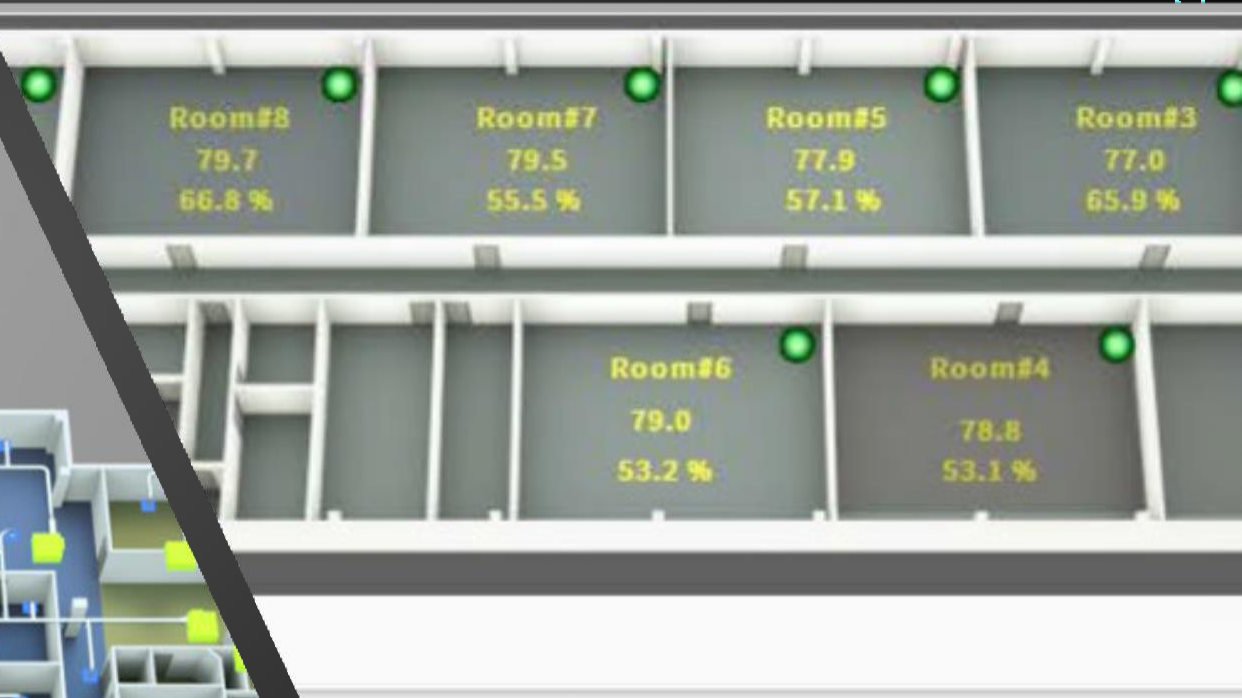 Room#8
79.7
66.8 %
Room#7
79.5
55.5 %
Room#5
77.9
57.1 %
Room#3
77.0
65.9 %
Room#6
79.0
53.2 %
Room#4
78.8
53.1 %